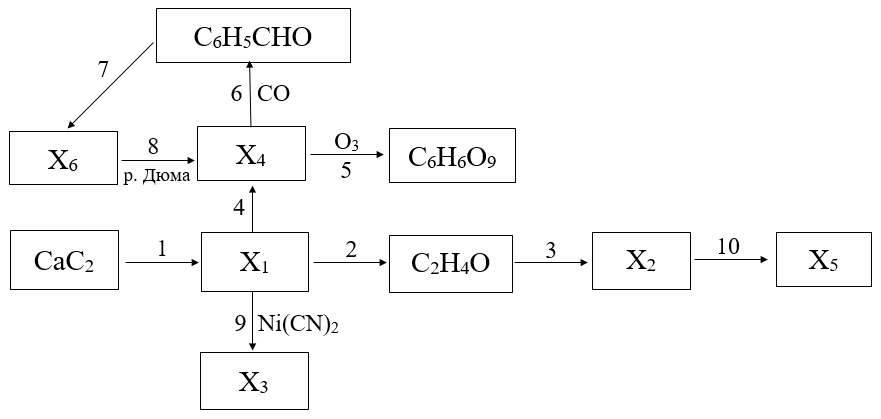 C₆H₅CHO
7
6 CO
X₆
8
р. Дюма
X₄
O₃
5
C₆H₆O₉
4
CaC₂
1
X₁
2
C₂H₄O
3
X₂
10
X₅
9 Ni(CN)₂
X₃